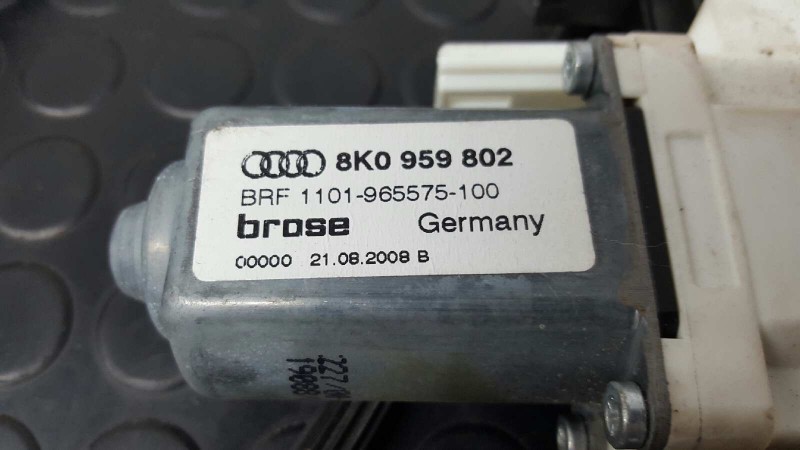 8K0 959 802
BRF 1101-965575-100
brose Germany
00000 21.08.2008 B